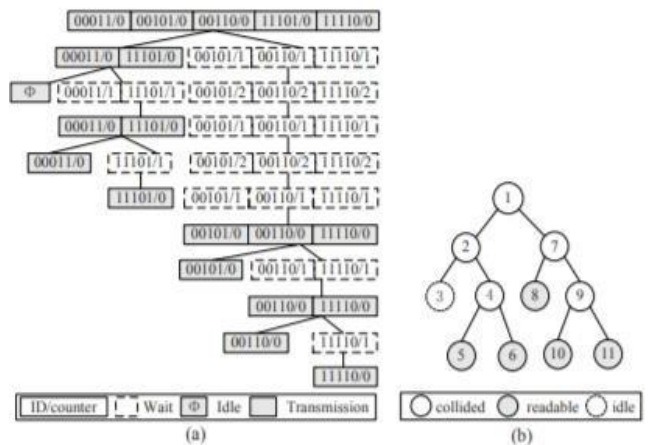 00011/0 00101/0 00110/0 11101/0 11110/0
00011/0 11101/0 00101/1 00110/1 11110/1
Φ 00011/1 11101/1 00101/2 00110/2 11110/2
00011/0 11101/0 00101/1 00110/1 11110/1
00011/0 11101/1 00101/2 00110/2 11110/2
11101/0 00101/1 00110/1 11110/1
00101/0 00110/0 11110/0
00101/0 00110/1 11110/1
00110/0 11110/0
00110/0 11110/1
11110/0
ID/counter Wait Φ Idle Transmission
(a)
1
2 7
3 4 8 9
5 6 10 11
collided readable idle
(b)